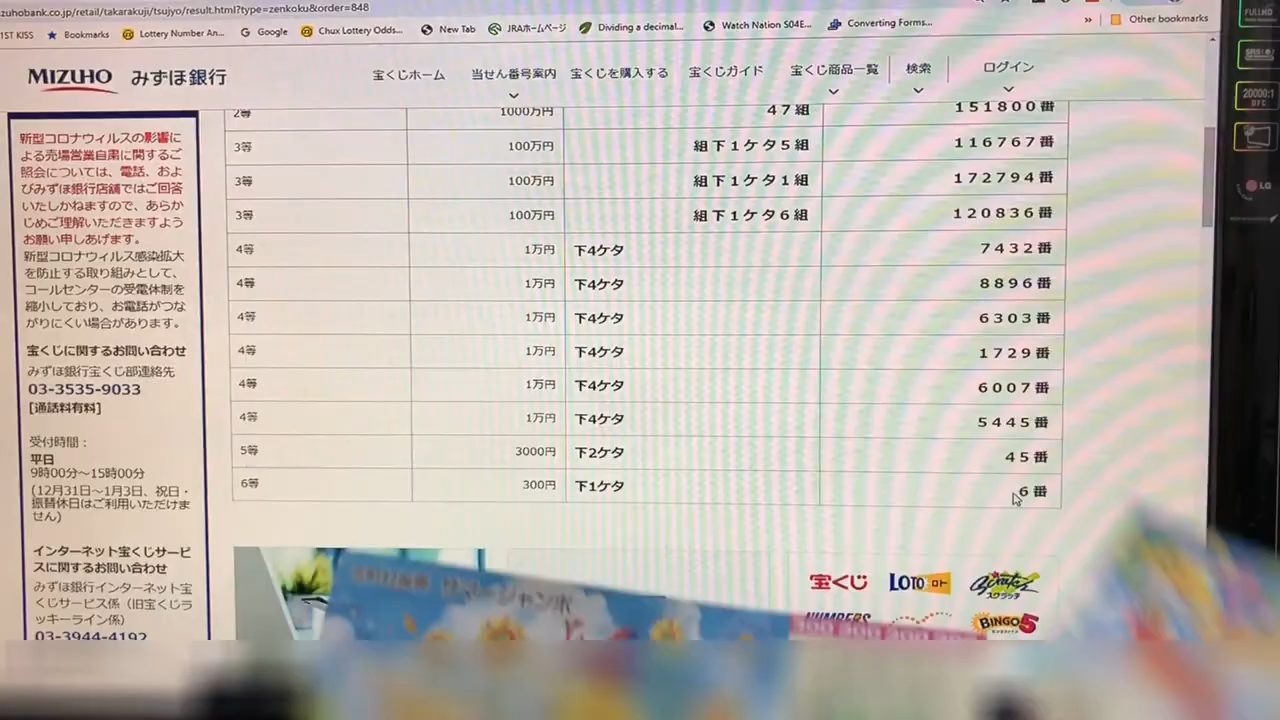 zuhobank.co.jp/retail/takarakuji/tsujyo/result.html?type=zenkoku&order=848
1ST KISS Bookmarks Lottery Number An... Google Chux Lottery Odds... New Tab JRAホームページ Dividing a decimal... Watch Nation S04E... Converting Forms... » Other bookmarks
MIZUHO みずほ銀行 宝くじホーム 当せん番号案内 宝くじを購入する 宝くじガイド 宝くじ商品一覧 検索 ログイン
2等 1000万円 47組 151800番
3等 100万円 組下1ケタ5組 116767番
3等 100万円 組下1ケタ1組 172794番
3等 100万円 組下1ケタ6組 120836番
4等 1万円 下4ケタ 7432番
4等 1万円 下4ケタ 8896番
4等 1万円 下4ケタ 6303番
4等 1万円 下4ケタ 1729番
4等 1万円 下4ケタ 6007番
4等 1万円 下4ケタ 5445番
5等 3000円 下2ケタ 45番
6等 300円 下1ケタ 6番
新型コロナウィルスの影響に
よる売場営業自粛に関するご
照会については、電話、およ
びみずほ銀行店舗ではご回答
いたしかねますので、あらか
じめご理解いただきますよう
お願い申しあげます。
新型コロナウィルス感染拡大
を防止する取り組みとして、
コールセンターの受電体制を
縮小しており、お電話がつな
がりにくい場合があります。
宝くじに関するお問い合わせ
みずほ銀行宝くじ部連絡先
03-3535-9033
[通話料有料]
受付時間：
平日
9時00分～15時00分
(12月31日～1月3日、祝日・
振替休日はご利用いただけま
せん)
インターネット宝くじサービ
スに関するお問い合わせ
みずほ銀行インターネット宝
くじサービス係（旧宝くじラ
ッキーライン係）
03-3944-4192
サマージャンボ
宝くじ LOTO ロト Qoo スクラッチ
NUMBERS BINGO5
FULL HD
20000:1
DFC
LG